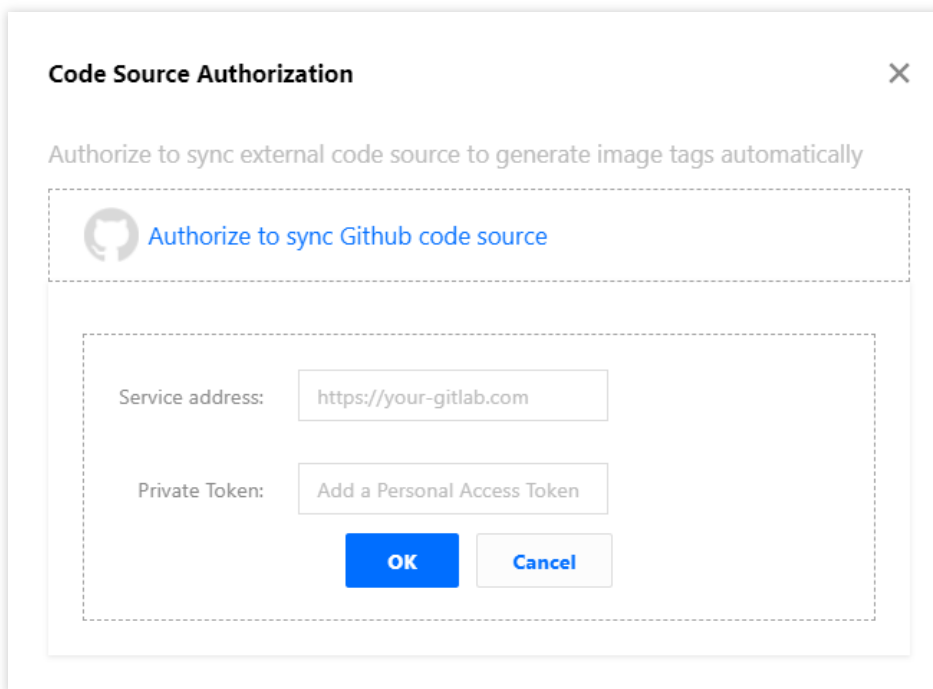 Code Source Authorization
Authorize to sync external code source to generate image tags automatically
Authorize to sync Github code source
Service address: https://your-gitlab.com
Private Token: Add a Personal Access Token
OK Cancel